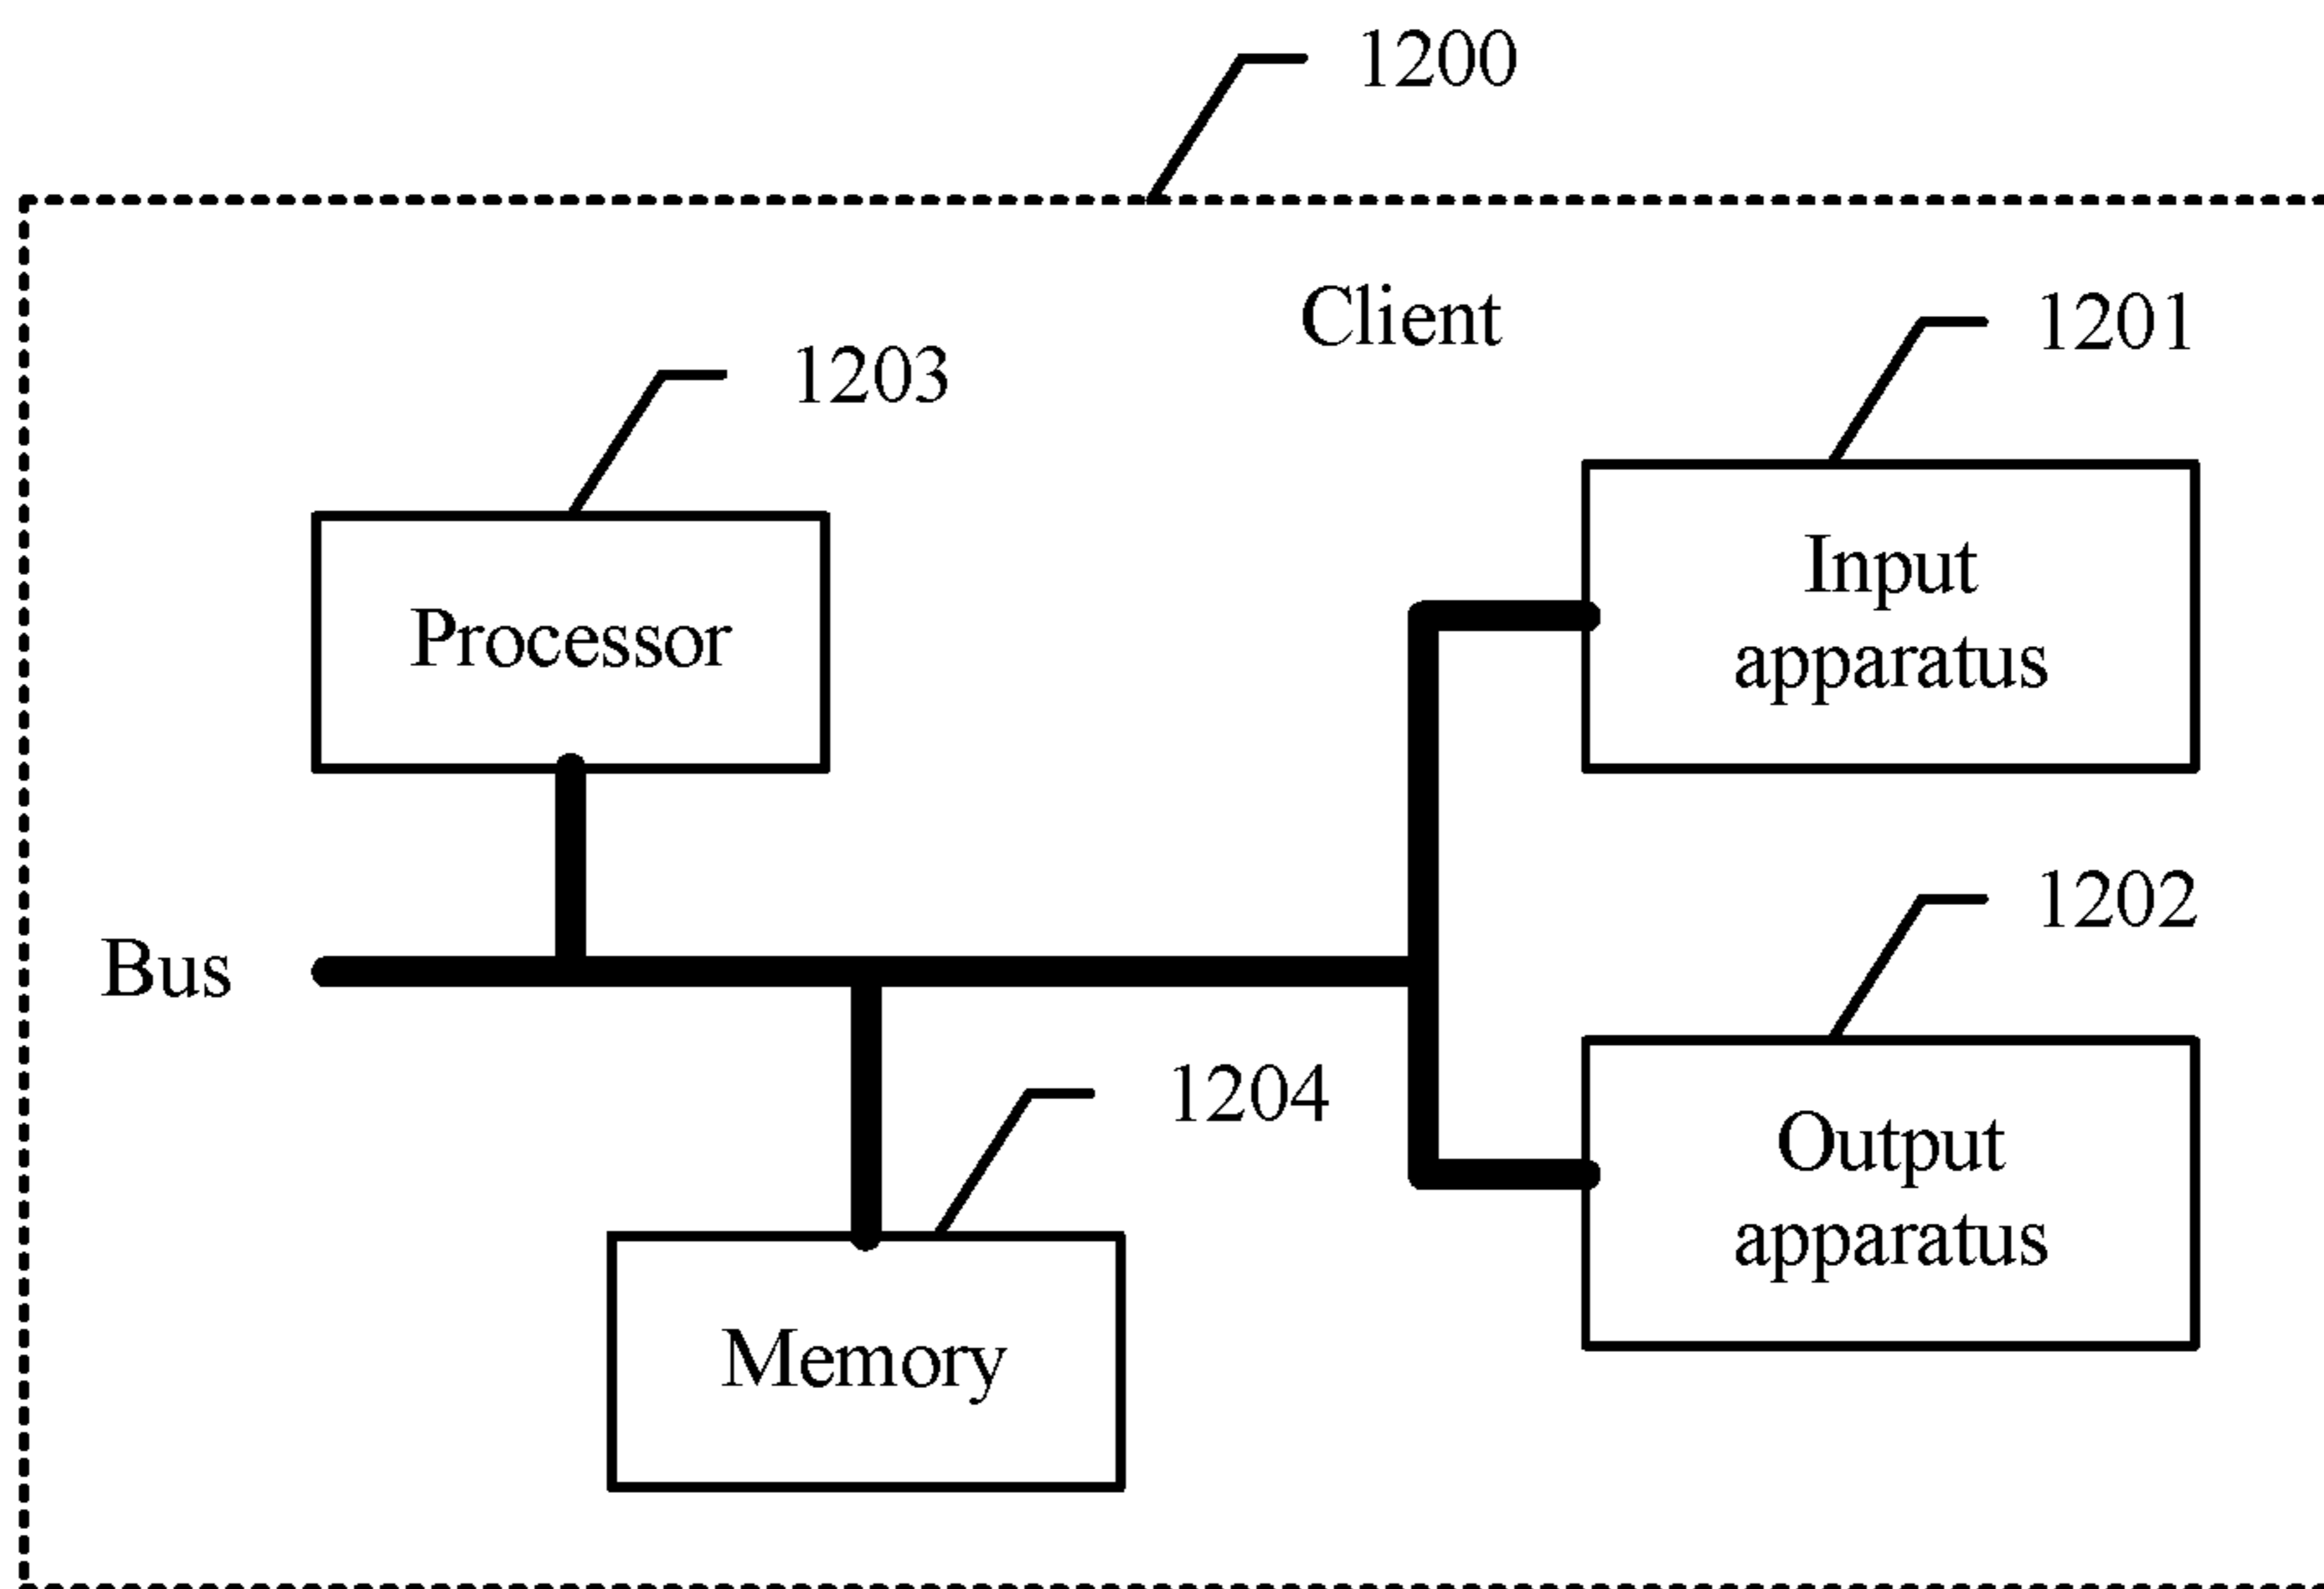 1200
Client
1201
1203
Input
apparatus
Processor
1202
Bus
1204
Output
apparatus
Memory